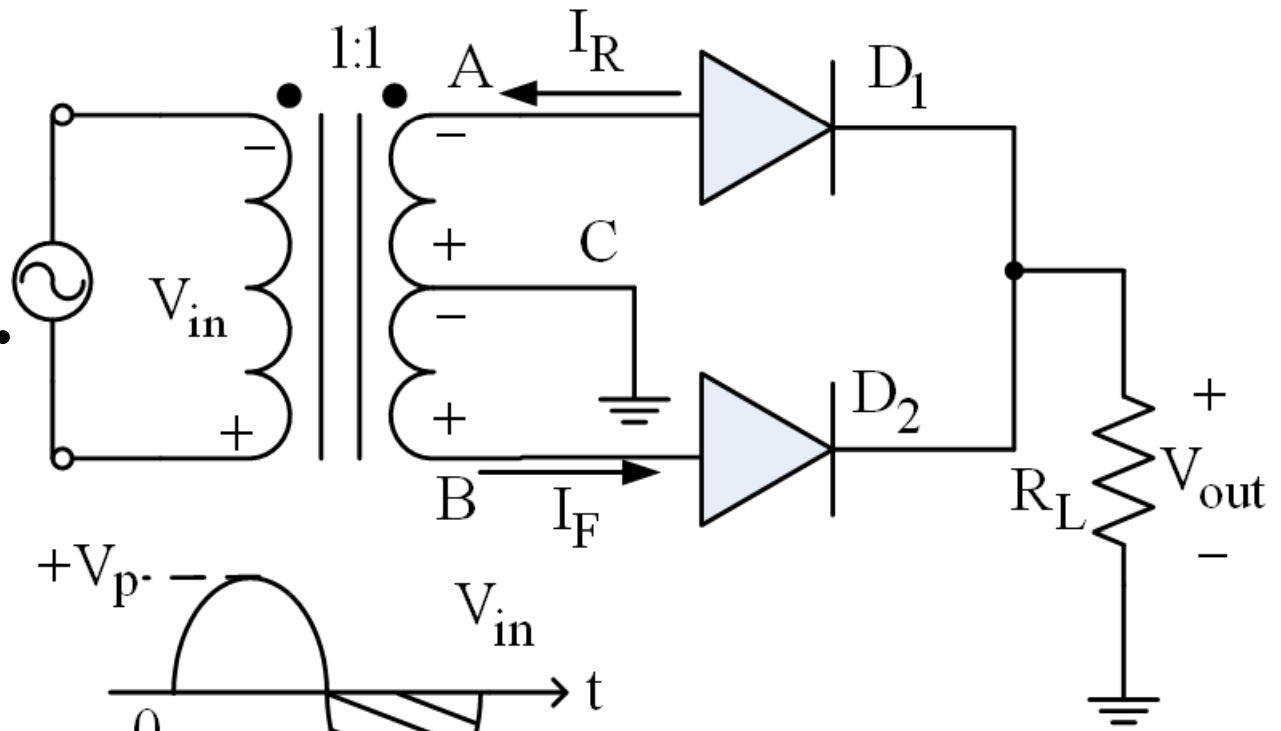 1:1
A
I_R
D_1
−
−
+
C
V_in
−
+
+
D_2
B
I_F
R_L
+
V_out
−
+V_p
V_in
t
0